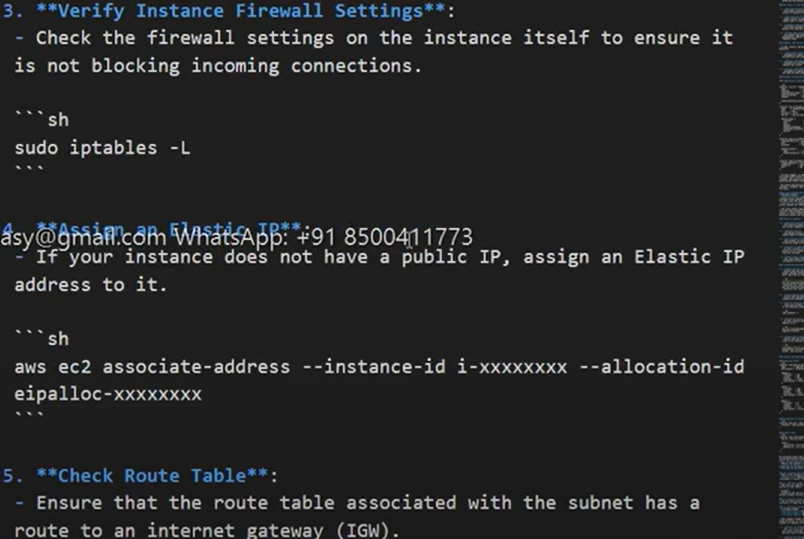 3. **Verify Instance Firewall Settings**:
- Check the firewall settings on the instance itself to ensure it
is not blocking incoming connections.
```sh
sudo iptables -L
```
4. **Assign an Elastic IP**:
asy@gmail.com WhatsApp: +91 8500411773
- If your instance does not have a public IP, assign an Elastic IP
address to it.
```sh
aws ec2 associate-address --instance-id i-xxxxxxxx --allocation-id
eipalloc-xxxxxxxx
```
5. **Check Route Table**:
- Ensure that the route table associated with the subnet has a
route to an internet gateway (IGW).